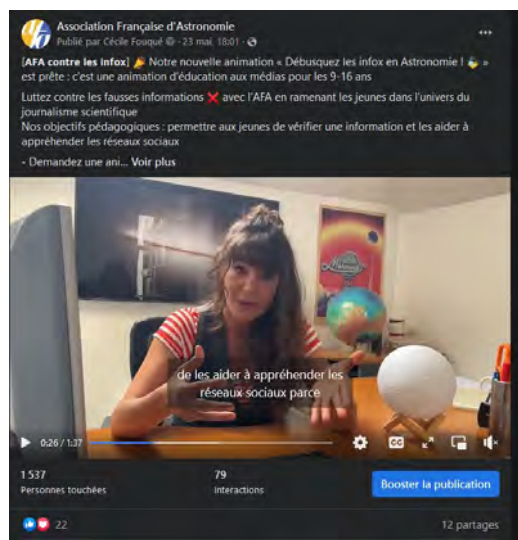 Association Française d'Astronomie
Publié par Cécile Fouqué · 23 mai, 18:01 ·
[AFA contre les infox] 🎉 Notre nouvelle animation « Débusquez les infox en Astronomie ! »
est prête : c'est une animation d'éducation aux médias pour les 9-16 ans
Luttez contre les fausses informations ❌ avec l'AFA en ramenant les jeunes dans l'univers du
journalisme scientifique
Nos objectifs pédagogiques : permettre aux jeunes de vérifier une information et les aider à
appréhender les réseaux sociaux
- Demandez une ani... Voir plus
de les aider à appréhender les
réseaux sociaux parce
0:26 / 1:37
CC
1 537
Personnes touchées
79
Interactions
Booster la publication
22
12 partages